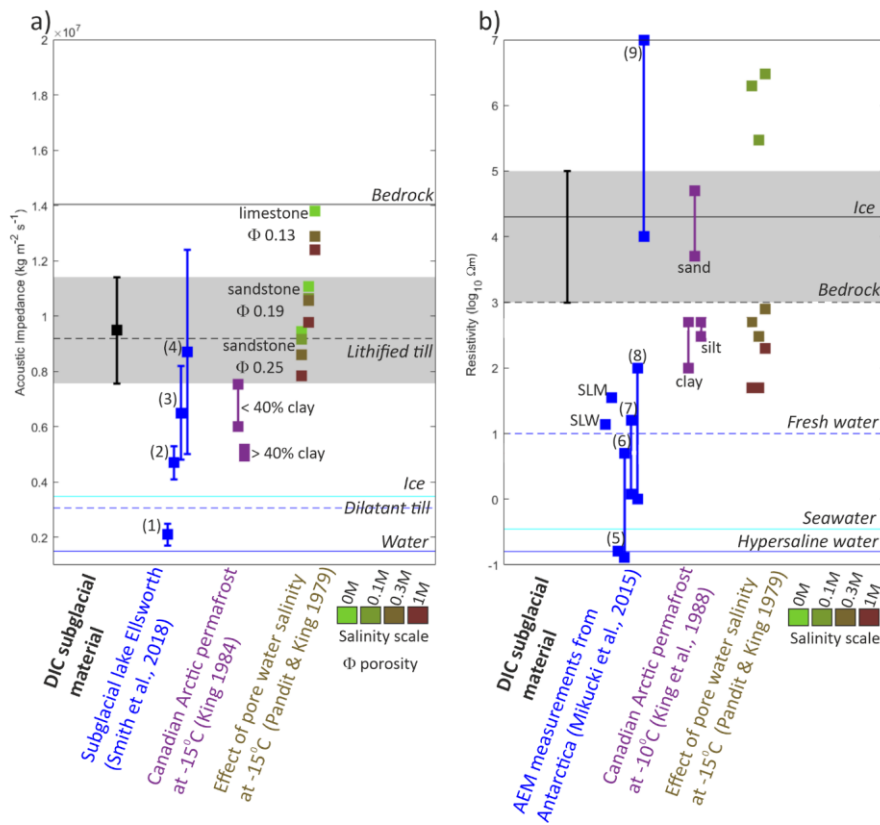 a)
×10⁷
2
1.8
1.6
1.4
1.2
1
0.8
0.6
0.4
0.2
Acoustic Impedance (kg m⁻² s⁻¹)
Bedrock
limestone
Φ 0.13
sandstone
Φ 0.19
Lithified till
sandstone
Φ 0.25
(4)
(3)
(2)
(1)
< 40% clay
> 40% clay
Ice
Dilatant till
Water
DIC subglacial
material
Subglacial lake Ellsworth
(Smith et al., 2018)
Canadian Arctic permafrost
at -15⁰C (King 1984)
Effect of pore water salinity
at -15⁰C (Pandit & King 1979)
0M
0.1M
0.3M
1M
Salinity scale
Φ porosity
b)
7
6
5
4
3
2
1
0
-1
Resistivity (log₁₀ Ωm)
(9)
Ice
sand
Bedrock
silt
clay
(8)
SLM
(7)
SLW
(6)
Fresh water
Seawater
(5)
Hypersaline water
DIC subglacial
material
AEM measurements from
Antarctica (Mikucki et al., 2015)
Canadian Arctic permafrost
at -10⁰C (King et al., 1988)
Effect of pore water salinity
at -15⁰C (Pandit & King 1979)
0M
0.1M
0.3M
1M
Salinity scale